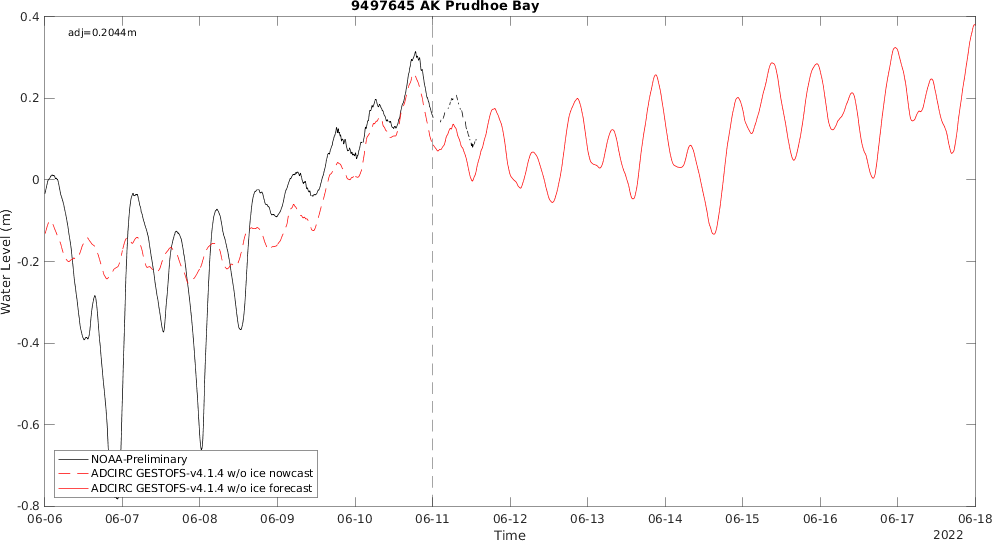 9497645 AK Prudhoe Bay
adj=0.2044m
0.4
0.2
0
-0.2
-0.4
-0.6
-0.8
Water Level (m)
NOAA-Preliminary
ADCIRC GESTOFS-v4.1.4 w/o ice nowcast
ADCIRC GESTOFS-v4.1.4 w/o ice forecast
06-06 06-07 06-08 06-09 06-10 06-11 06-12 06-13 06-14 06-15 06-16 06-17 06-18
Time
2022